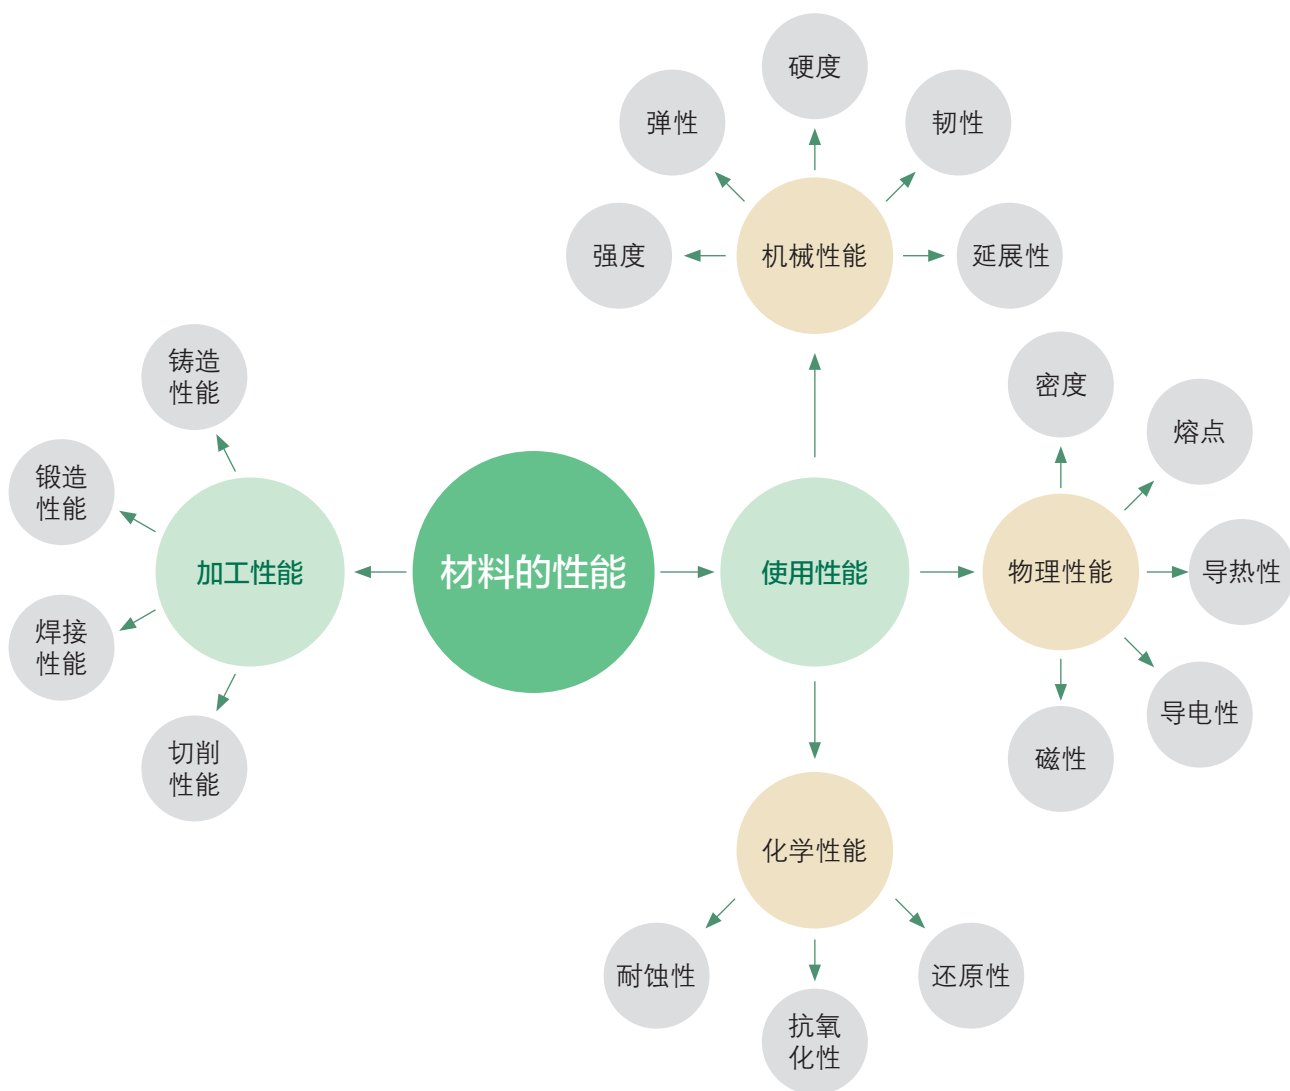 硬度
弹性
韧性
强度
机械性能
延展性
铸造
性能
密度
熔点
锻造
性能
加工性能
材料的性能
使用性能
物理性能
导热性
焊接
性能
导电性
切削
性能
磁性
化学性能
耐蚀性
还原性
抗氧
化性